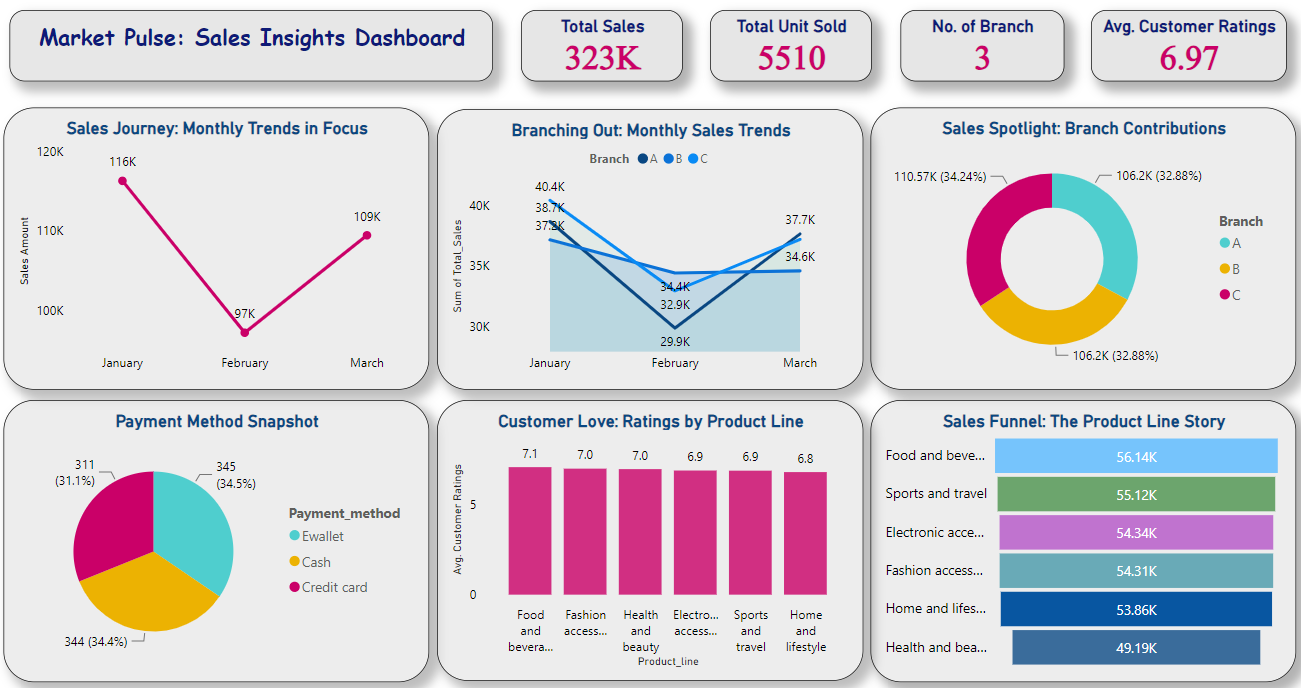 Market Pulse: Sales Insights Dashboard
Total Sales
323K
Total Unit Sold
5510
No. of Branch
3
Avg. Customer Ratings
6.97
Sales Journey: Monthly Trends in Focus
Sales Amount
120K
110K
100K
116K
97K
109K
January
February
March
Branching Out: Monthly Sales Trends
Branch
A
B
C
Sum of Total_Sales
40K
35K
30K
40.4K
38.7K
37.2K
34.4K
32.9K
29.9K
37.7K
34.6K
January
February
March
Sales Spotlight: Branch Contributions
110.57K (34.24%)
106.2K (32.88%)
106.2K (32.88%)
Branch
A
B
C
Payment Method Snapshot
311
(31.1%)
345
(34.5%)
344 (34.4%)
Payment_method
Ewallet
Cash
Credit card
Customer Love: Ratings by Product Line
Avg. Customer Ratings
5
0
7.1
7.0
7.0
6.9
6.9
6.8
Food
and
bevera...
Fashion
access...
Health
and
beauty
Electro...
access...
Sports
and
travel
Home
and
lifestyle
Product_line
Sales Funnel: The Product Line Story
Food and beve...
56.14K
Sports and travel
55.12K
Electronic acce...
54.34K
Fashion access...
54.31K
Home and lifes...
53.86K
Health and bea...
49.19K